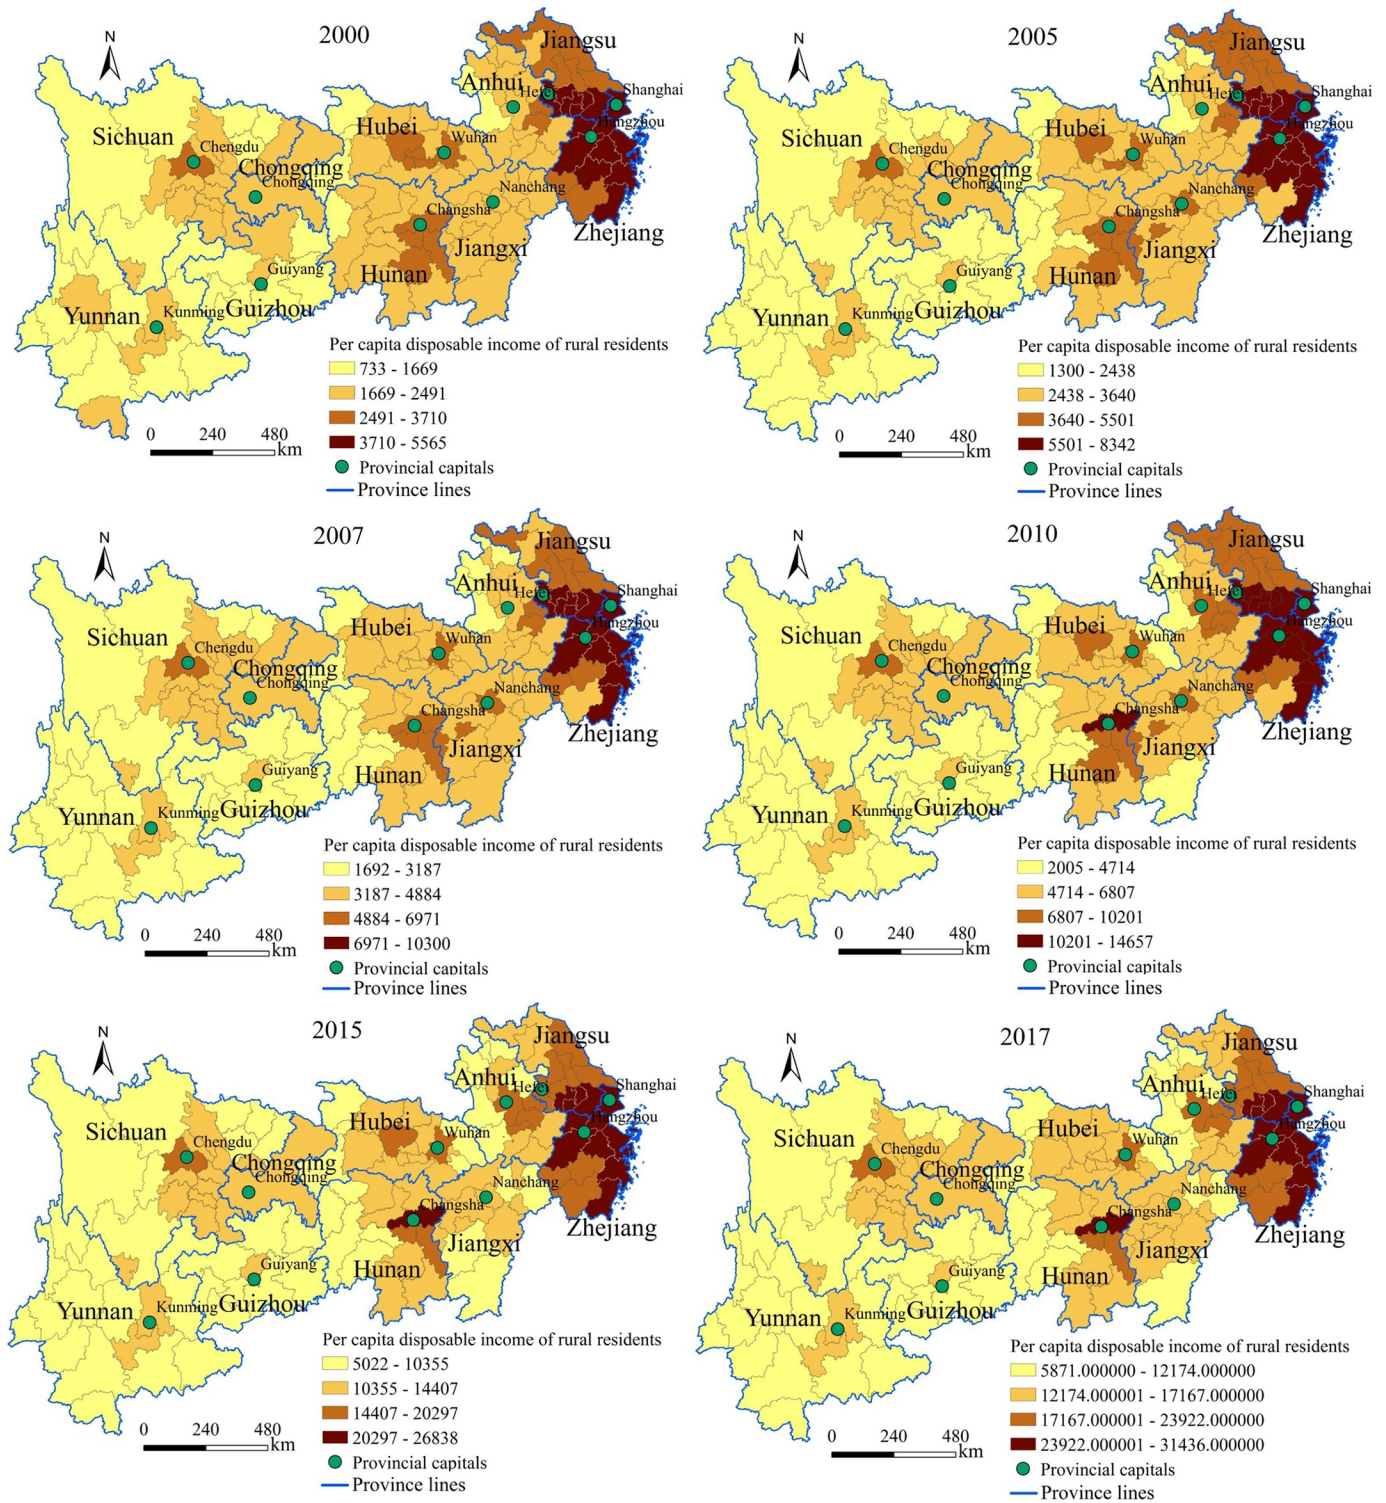 2000
N
Jiangsu
Anhui
Hefei
Shanghai
Hangzhou
Sichuan
Chengdu
Hubei
Wuhan
Chongqing
Chongqing
Nanchang
Changsha
Zhejiang
Jiangxi
Hunan
Guiyang
Guizhou
Yunnan
Kunming
Per capita disposable income of rural residents
733 - 1669
1669 - 2491
2491 - 3710
3710 - 5565
Provincial capitals
Province lines
0 240 480
km
2005
N
Jiangsu
Anhui
Hefei
Shanghai
Hangzhou
Sichuan
Chengdu
Hubei
Wuhan
Chongqing
Chongqing
Nanchang
Changsha
Zhejiang
Jiangxi
Hunan
Guiyang
Guizhou
Yunnan
Kunming
Per capita disposable income of rural residents
1300 - 2438
2438 - 3640
3640 - 5501
5501 - 8342
Provincial capitals
Province lines
0 240 480
km
2007
N
Jiangsu
Anhui
Hefei
Shanghai
Hangzhou
Sichuan
Chengdu
Hubei
Wuhan
Chongqing
Chongqing
Nanchang
Changsha
Zhejiang
Jiangxi
Hunan
Guiyang
Guizhou
Yunnan
Kunming
Per capita disposable income of rural residents
1692 - 3187
3187 - 4884
4884 - 6971
6971 - 10300
Provincial capitals
Province lines
0 240 480
km
2010
N
Jiangsu
Anhui
Hefei
Shanghai
Hangzhou
Sichuan
Chengdu
Hubei
Wuhan
Chongqing
Chongqing
Nanchang
Changsha
Zhejiang
Jiangxi
Hunan
Guiyang
Guizhou
Yunnan
Kunming
Per capita disposable income of rural residents
2005 - 4714
4714 - 6807
6807 - 10201
10201 - 14657
Provincial capitals
Province lines
0 240 480
km
2015
N
Jiangsu
Anhui
Hefei
Shanghai
Hangzhou
Sichuan
Chengdu
Hubei
Wuhan
Chongqing
Chongqing
Nanchang
Changsha
Zhejiang
Jiangxi
Hunan
Guiyang
Guizhou
Yunnan
Kunming
Per capita disposable income of rural residents
5022 - 10355
10355 - 14407
14407 - 20297
20297 - 26838
Provincial capitals
Province lines
0 240 480
km
2017
N
Jiangsu
Anhui
Hefei
Shanghai
Hangzhou
Sichuan
Chengdu
Hubei
Wuhan
Chongqing
Chongqing
Nanchang
Changsha
Zhejiang
Jiangxi
Hunan
Guiyang
Guizhou
Yunnan
Kunming
Per capita disposable income of rural residents
5871.000000 - 12174.000000
12174.000001 - 17167.000000
17167.000001 - 23922.000000
23922.000001 - 31436.000000
Provincial capitals
Province lines
0 240 480
km